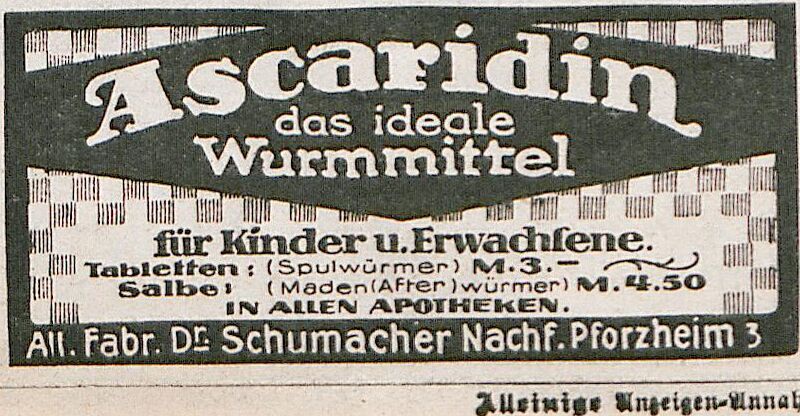 Ascaridin
das ideale
Wurmmittel
für Kinder u. Erwachſene.
Tabletten: (Spulwürmer) M.3.–
Salbe: (Maden(After)würmer) M.4.50
IN ALLEN APOTHEKEN.
All. Fabr. Dr. Schumacher Nachf. Pforzheim 3
Alleinige Anzeigen-Annah